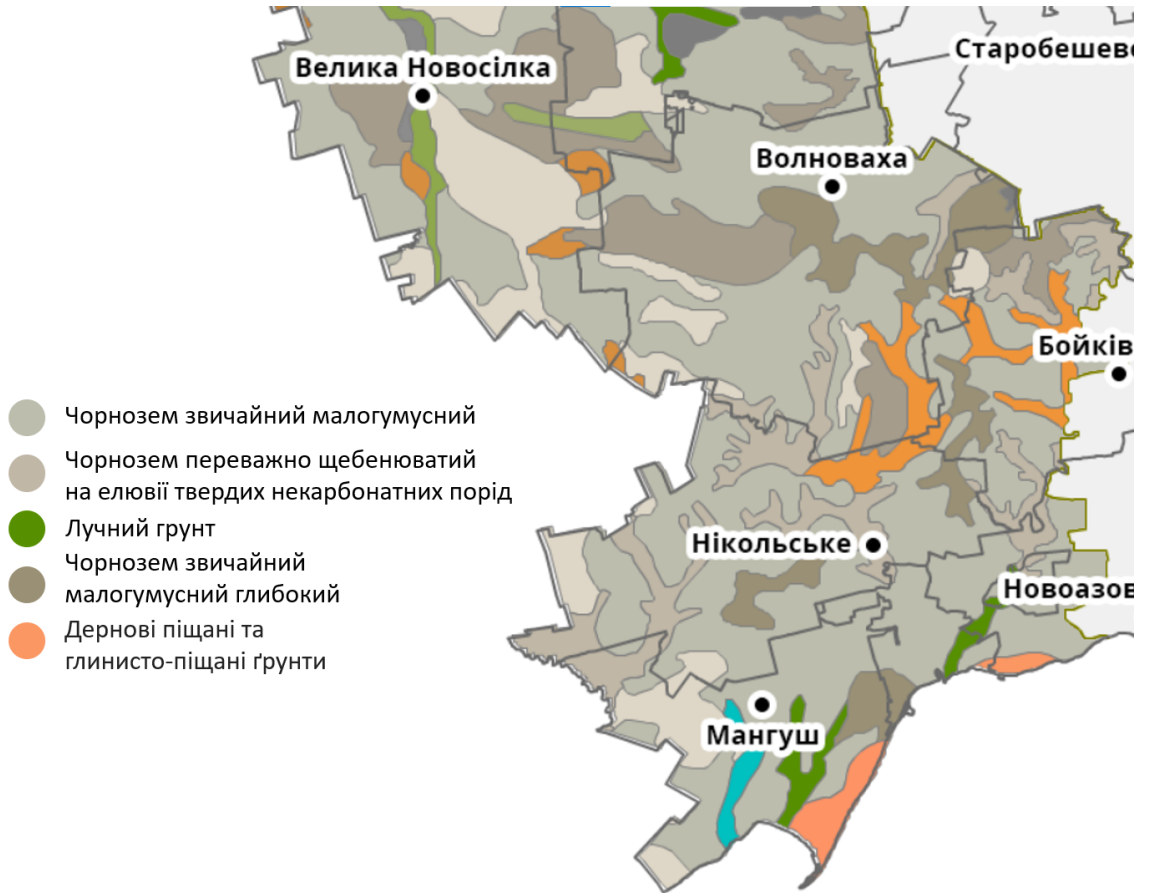 Старобешеве
Велика Новосілка
Волноваха
Бойків
Чорнозем звичайний малогумусний
Чорнозем переважно щебенюватий
на елювії твердих некарбонатних порід
Лучний грунт
Нікольське
Чорнозем звичайний
малогумусний глибокий
Новоазов
Дернові піщані та
глинисто-піщані ґрунти
Мангуш